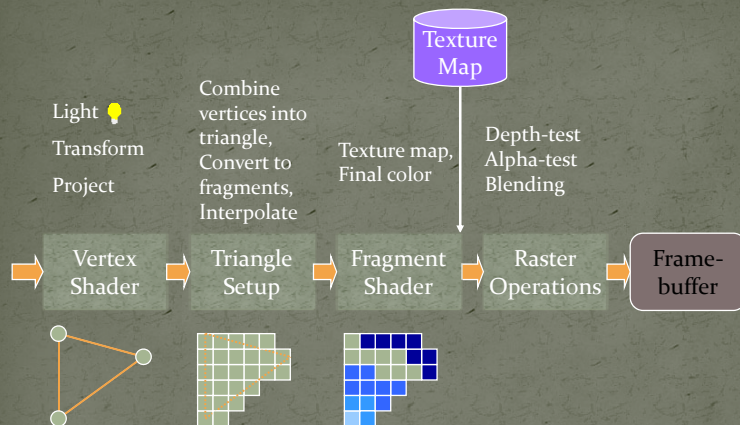 Texture
Map
Light
Transform
Project
Combine
vertices into
triangle,
Convert to
fragments,
Interpolate
Texture map,
Final color
Depth-test
Alpha-test
Blending
Vertex
Shader
Triangle
Setup
Fragment
Shader
Raster
Operations
Frame-
buffer